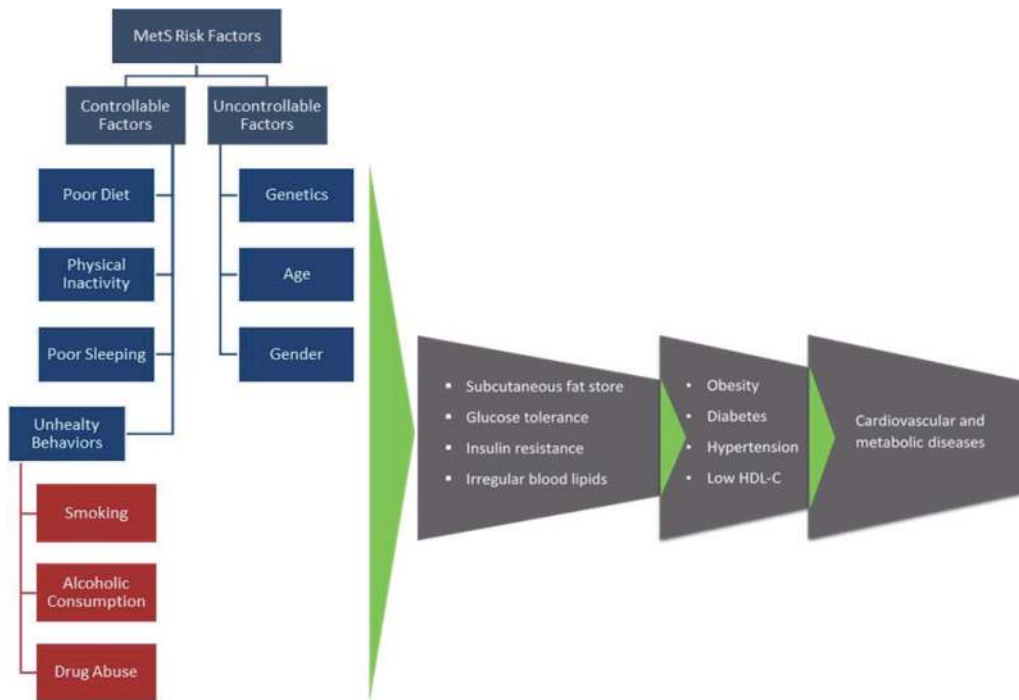 MetS Risk Factors
Controllable
Factors
Uncontrollable
Factors
Poor Diet
Genetics
Physical
Inactivity
Age
Poor Sleeping
Gender
Unhealty
Behaviors
Smoking
Alcoholic
Consumption
Drug Abuse
▪ Subcutaneous fat store
▪ Glucose tolerance
▪ Insulin resistance
▪ Irregular blood lipids
• Obesity
• Diabetes
• Hypertension
• Low HDL-C
Cardiovascular and
metabolic diseases